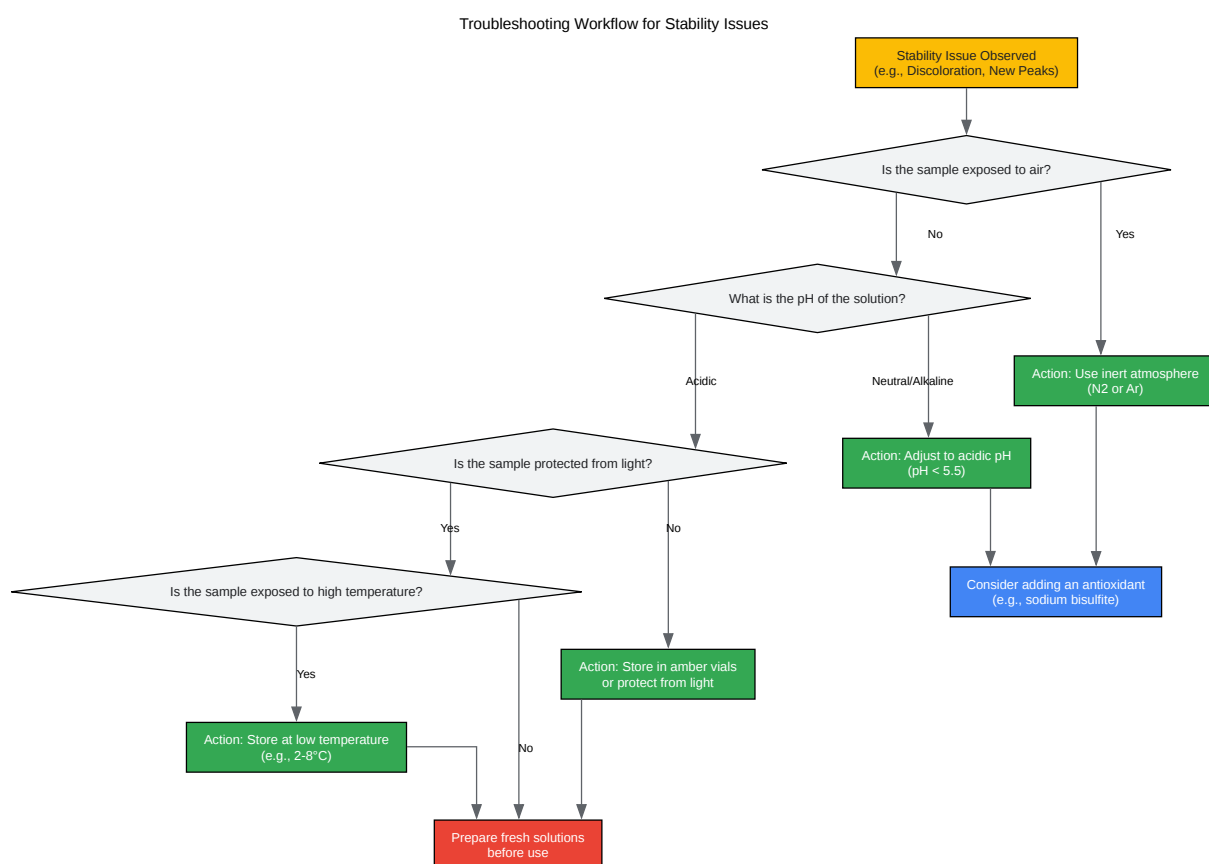 Troubleshooting Workflow for Stability Issues
Stability Issue Observed
(e.g., Discoloration, New Peaks)
Is the sample exposed to air?
No
Yes
What is the pH of the solution?
Acidic
Neutral/Alkaline
Action: Use inert atmosphere
(N2 or Ar)
Is the sample protected from light?
Action: Adjust to acidic pH
(pH < 5.5)
Yes
No
Is the sample exposed to high temperature?
Consider adding an antioxidant
(e.g., sodium bisulfite)
Yes
Action: Store in amber vials
or protect from light
Action: Store at low temperature
(e.g., 2-8°C)
No
Prepare fresh solutions
before use